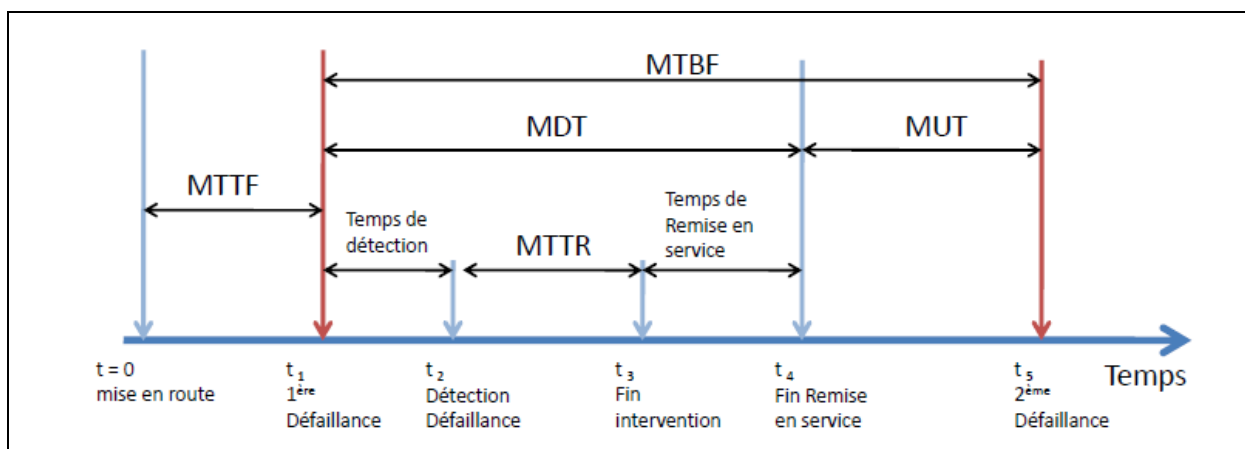 MTBF
MDT
MUT
MTTF
Temps de
détection
MTTR
Temps de
Remise en
service
t = 0
mise en route
t 1
1ère
Défaillance
t 2
Détection
Défaillance
t 3
Fin
intervention
t 4
Fin Remise
en service
t 5
2ème
Défaillance
Temps